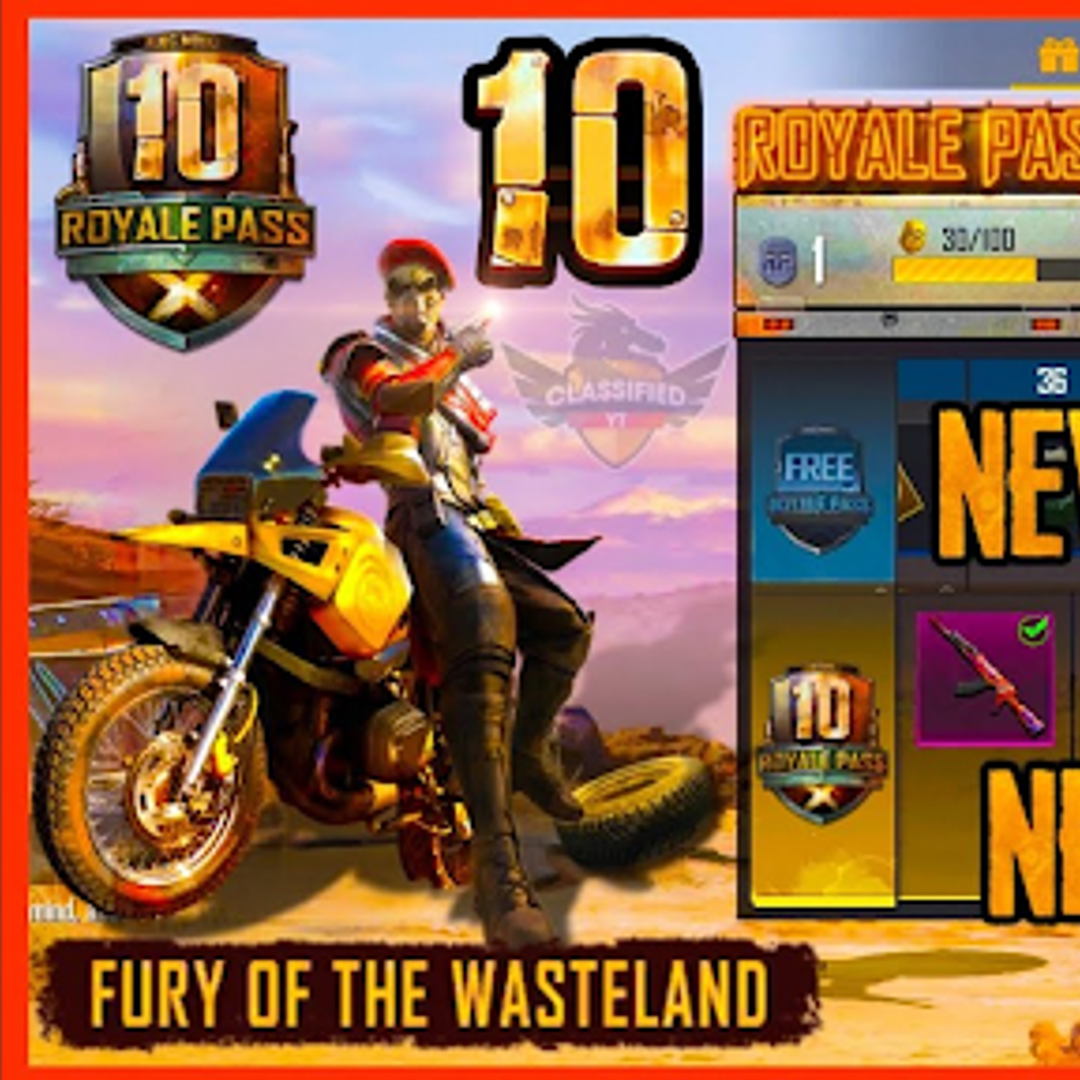 10
ROYALE PASS
10
ROYALE PAS
1
30/100
CLASSIFIED
YT
36
FREE
ROYALE PASS
NEW
10
ROYALE PASS
mind,
FURY OF THE WASTELAND